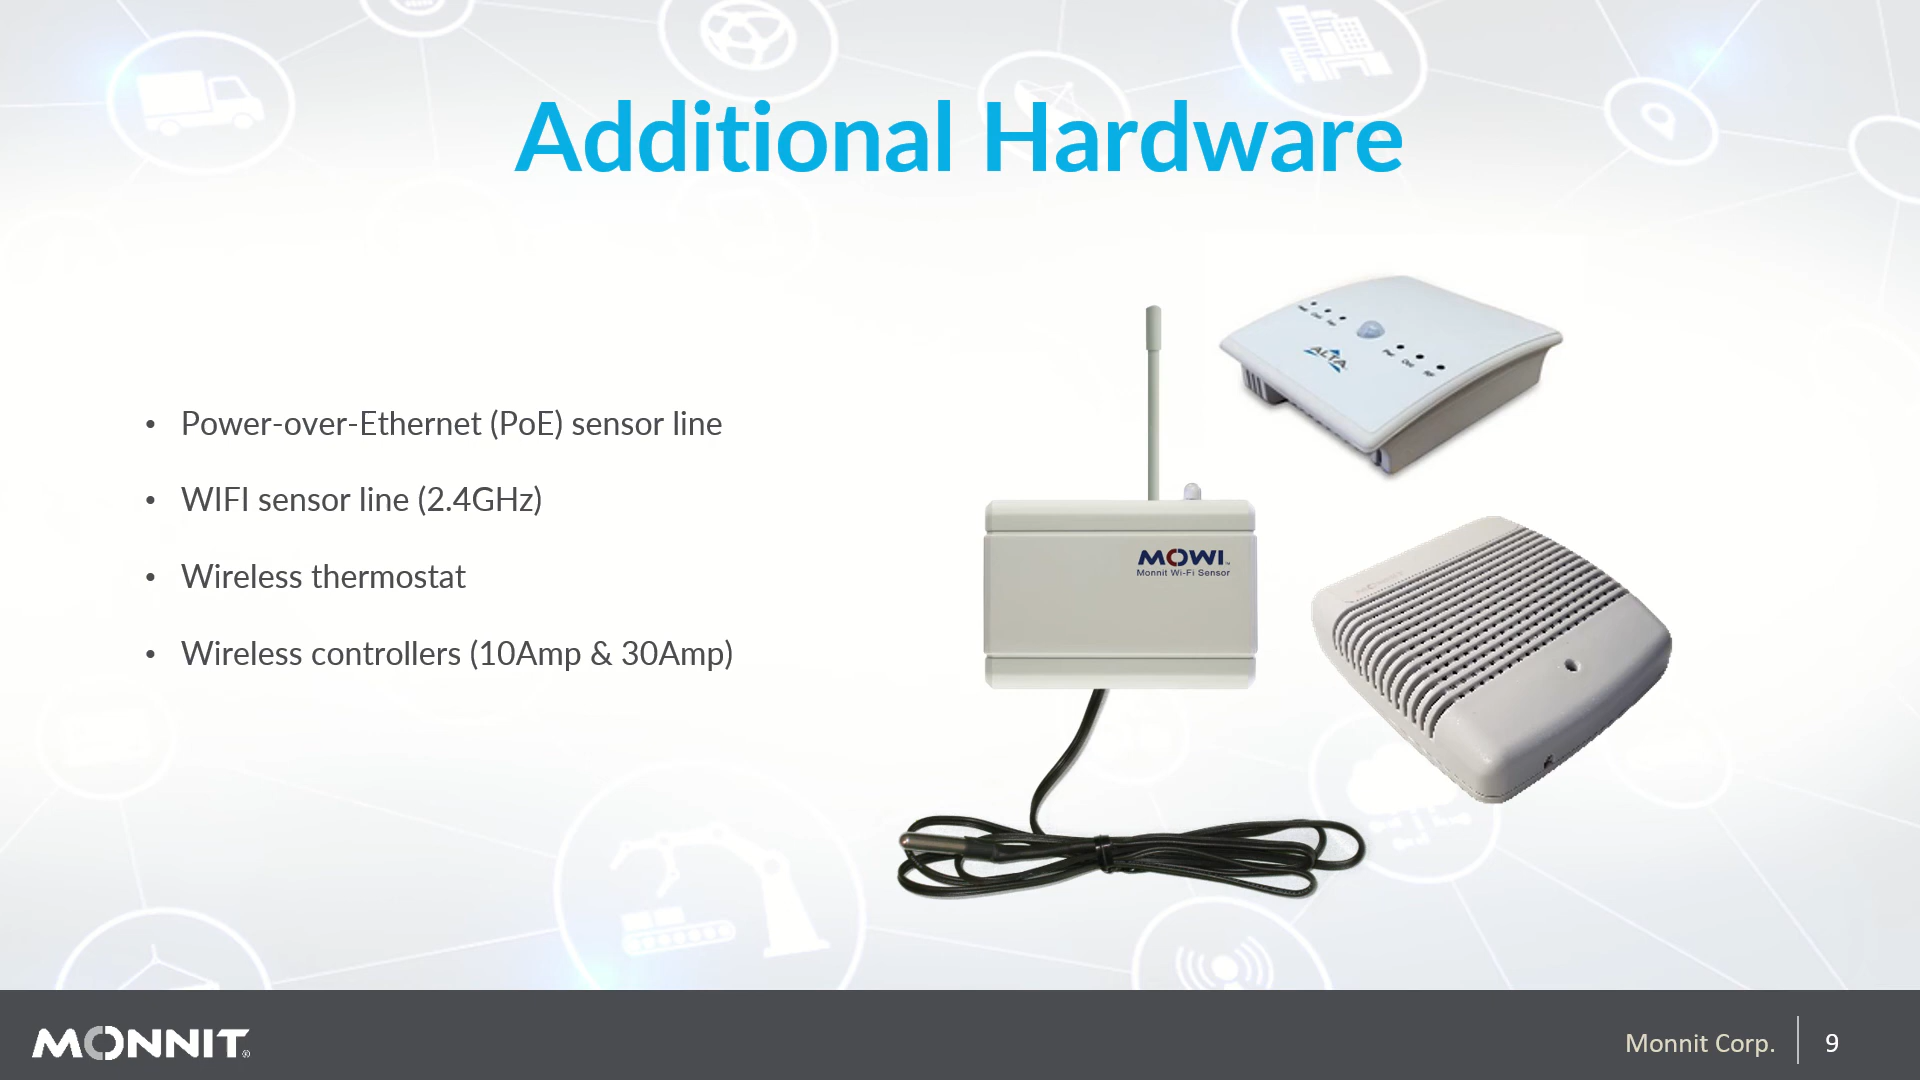 Additional Hardware
• Power-over-Ethernet (PoE) sensor line
• WIFI sensor line (2.4GHz)
• Wireless thermostat
• Wireless controllers (10Amp & 30Amp)
ALTA
MOWI™
Monnit Wi-Fi Sensor
MONNIT®
Monnit Corp. 9